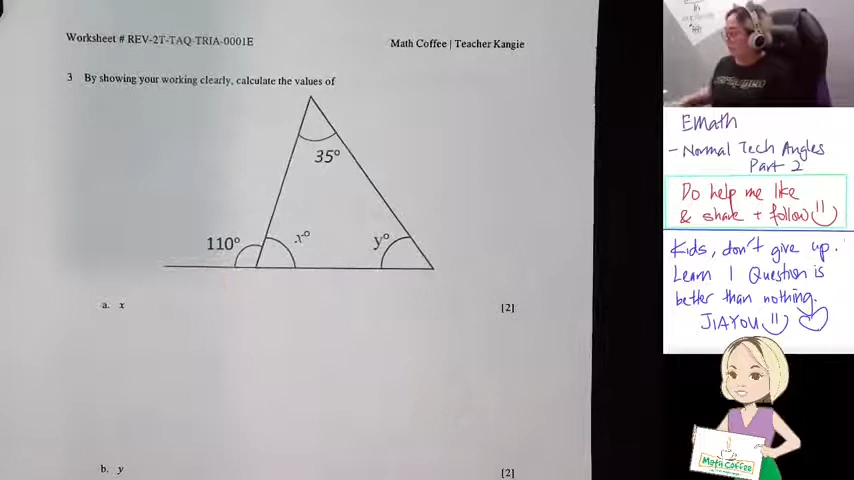 Worksheet # REV-2T-TAQ-TRIA-0001E
Math Coffee | Teacher Kangie
3 By showing your working clearly, calculate the values of
35°
110°
x°
y°
a. x
[2]
b. y
[2]
EMath
- Normal Tech Angles
Part 2
Do help me like
& share + follow
Kids, don't give up.
Learn 1 Question is
better than nothing.
JIAYOU
Math Coffee